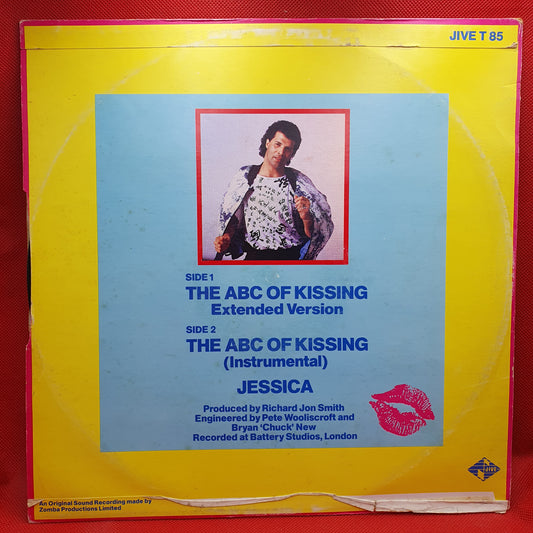 JIVE T 85
SIDE 1
THE ABC OF KISSING
Extended Version
SIDE 2
THE ABC OF KISSING
(Instrumental)
JESSICA
Produced by Richard Jon Smith
Engineered by Pete Wooliscroft and
Bryan 'Chuck' New
Recorded at Battery Studios, London
An Original Sound Recording made by
Zomba Productions Limited
Jive